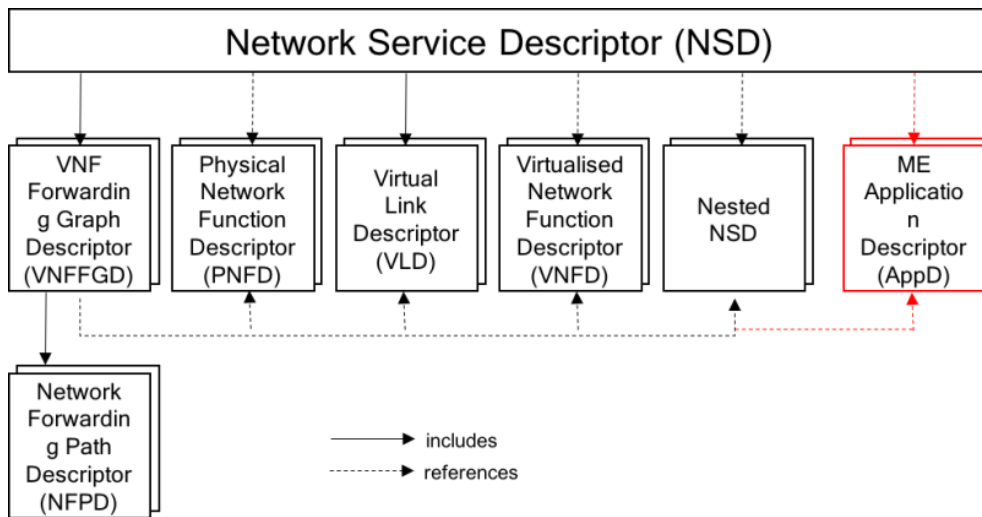 Network Service Descriptor (NSD)
VNF
Forwardin
g Graph
Descriptor
(VNFFGD)
Physical
Network
Function
Descriptor
(PNFD)
Virtual
Link
Descriptor
(VLD)
Virtualised
Network
Function
Descriptor
(VNFD)
Nested
NSD
ME
Applicatio
n
Descriptor
(AppD)
Network
Forwardin
g Path
Descriptor
(NFPD)
includes
references